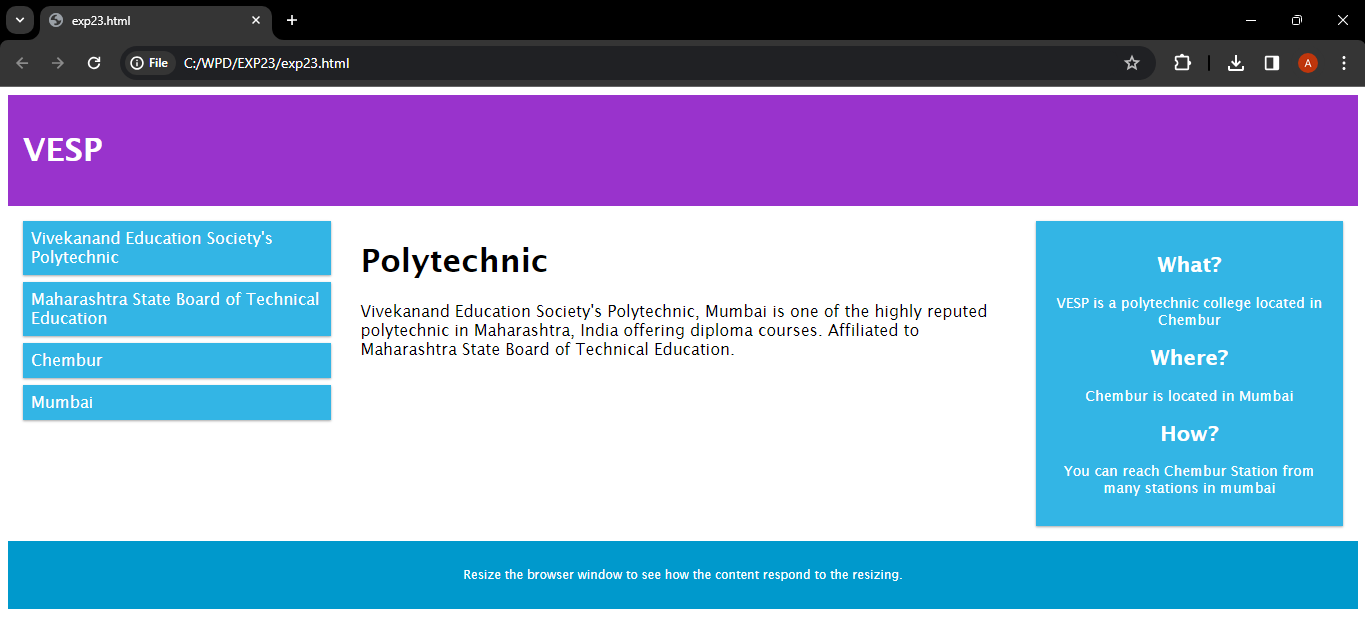 exp23.html
File
C:/WPD/EXP23/exp23.html
A
VESP
Vivekanand Education Society's
Polytechnic
Maharashtra State Board of Technical
Education
Chembur
Mumbai
Polytechnic
Vivekanand Education Society's Polytechnic, Mumbai is one of the highly reputed
polytechnic in Maharashtra, India offering diploma courses. Affiliated to
Maharashtra State Board of Technical Education.
What?
VESP is a polytechnic college located in
Chembur
Where?
Chembur is located in Mumbai
How?
You can reach Chembur Station from
many stations in mumbai
Resize the browser window to see how the content respond to the resizing.